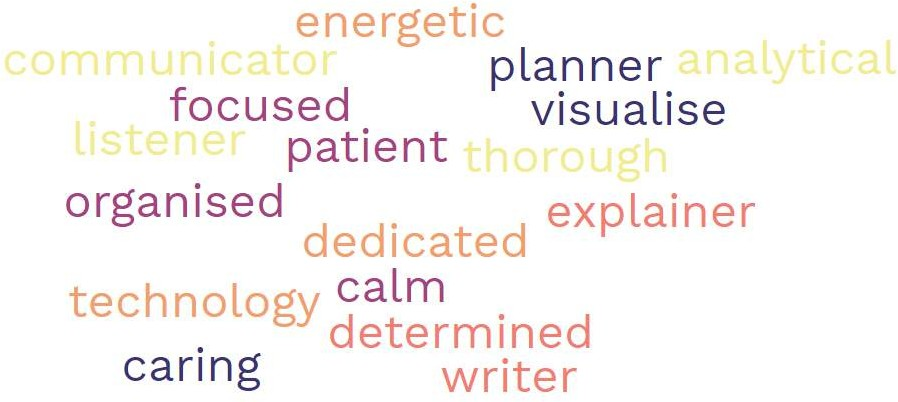 energetic
communicator
planner
analytical
focused
visualise
listener
patient
thorough
organised
explainer
dedicated
technology
calm
determined
caring
writer